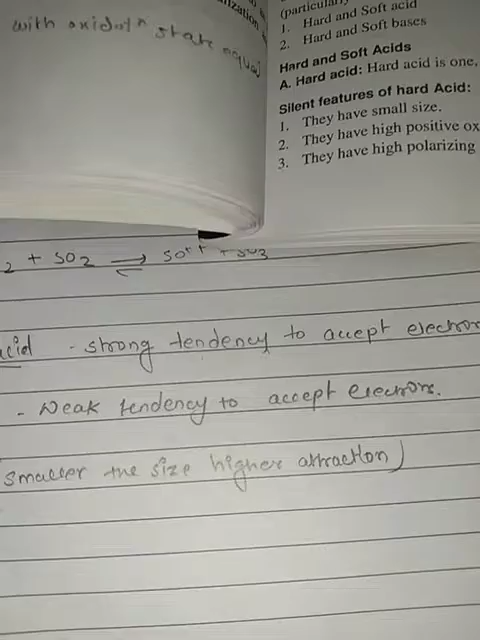 with oxidatn state equal
lization
(particularly
1. Hard and Soft acid
2. Hard and Soft bases
Hard and Soft Acids
A. Hard acid: Hard acid is one,
Silent features of hard Acid:
1. They have small size.
2. They have high positive ox
3. They have high polarizing
2 + SO2 ⇌ SO++ + SO3
acid - strong tendency to accept electron
- Weak tendency to accept electrons.
smaller the size higher attraction)